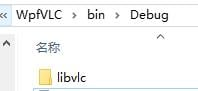 « WpfVLC › bin › Debug
名称
libvlc